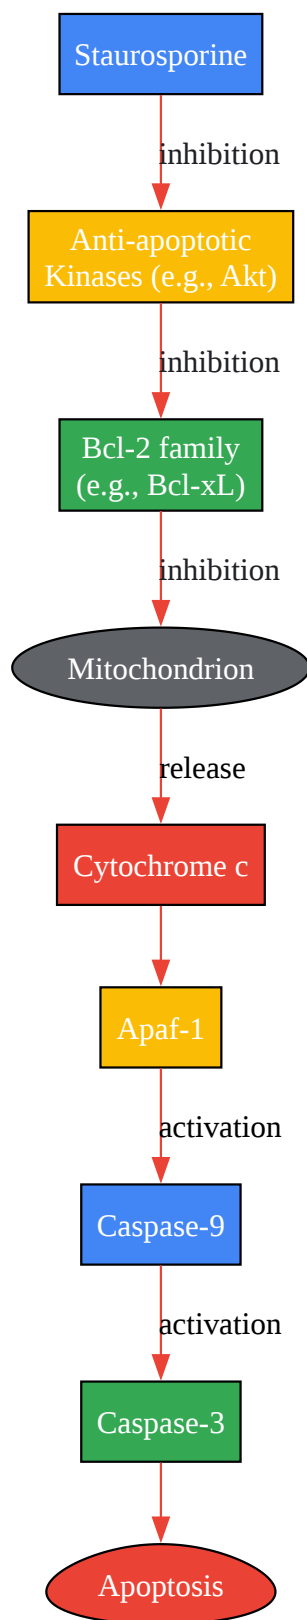 Staurosporine
inhibition
Anti-apoptotic
Kinases (e.g., Akt)
inhibition
Bcl-2 family
(e.g., Bcl-xL)
inhibition
Mitochondrion
release
Cytochrome c
Apaf-1
activation
Caspase-9
activation
Caspase-3
Apoptosis